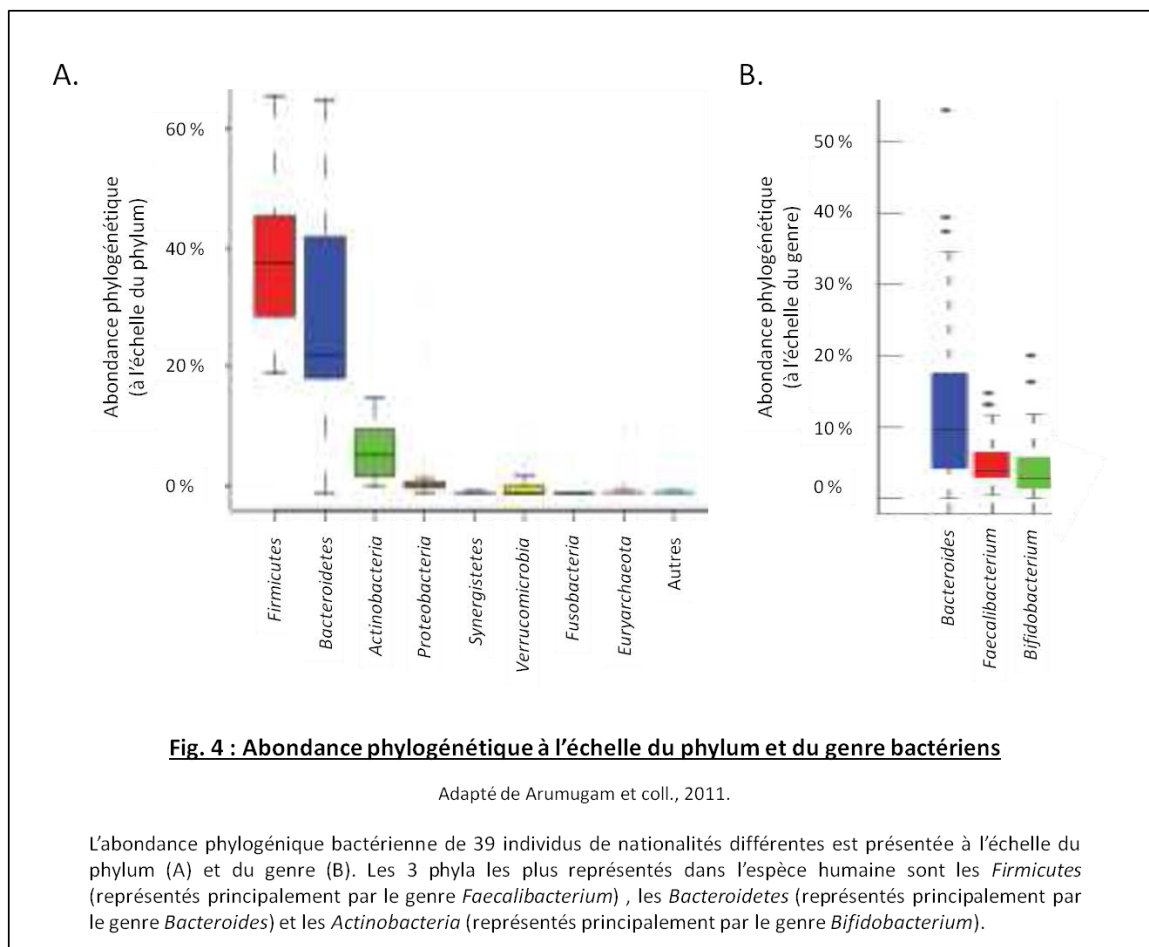 A.
Abondance phylogénétique
(à l’échelle du phylum)
60 %
40 %
20 %
0 %
Firmicutes
Bacteroidetes
Actinobacteria
Proteobacteria
Synergistetes
Verrucomicrobia
Fusobacteria
Euryarchaeota
Autres
B.
Abondance phylogénétique
(à l’échelle du genre)
50 %
40 %
30 %
20 %
10 %
0 %
Bacteroides
Faecalibacterium
Bifidobacterium
Fig. 4 : Abondance phylogénétique à l’échelle du phylum et du genre bactériens
Adapté de Arumugam et coll., 2011.
L’abondance phylogénique bactérienne de 39 individus de nationalités différentes est présentée à l’échelle du
phylum (A) et du genre (B). Les 3 phyla les plus représentés dans l’espèce humaine sont les Firmicutes
(représentés principalement par le genre Faecalibacterium) , les Bacteroidetes (représentés principalement par
le genre Bacteroides) et les Actinobacteria (représentés principalement par le genre Bifidobacterium).